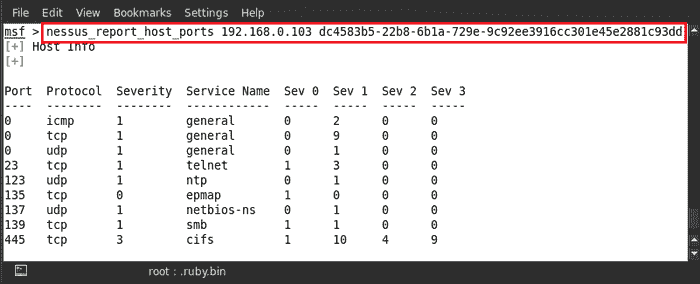 File Edit View Bookmarks Settings Help
msf > nessus_report_host_ports 192.168.0.103 dc4583b5-22b8-6b1a-729e-9c92ee3916cc301e45e2881c93dd
[+] Host Info
[+]
Port Protocol Severity Service Name Sev 0 Sev 1 Sev 2 Sev 3
---- -------- -------- ------------ ----- ----- ----- -----
0 icmp 1 general 0 2 0 0
0 tcp 1 general 0 9 0 0
0 udp 1 general 0 1 0 0
23 tcp 1 telnet 1 3 0 0
123 udp 1 ntp 0 1 0 0
135 tcp 0 epmap 1 0 0 0
137 udp 1 netbios-ns 0 1 0 0
139 tcp 1 smb 1 1 0 0
445 tcp 3 cifs 1 10 4 9
root : .ruby.bin